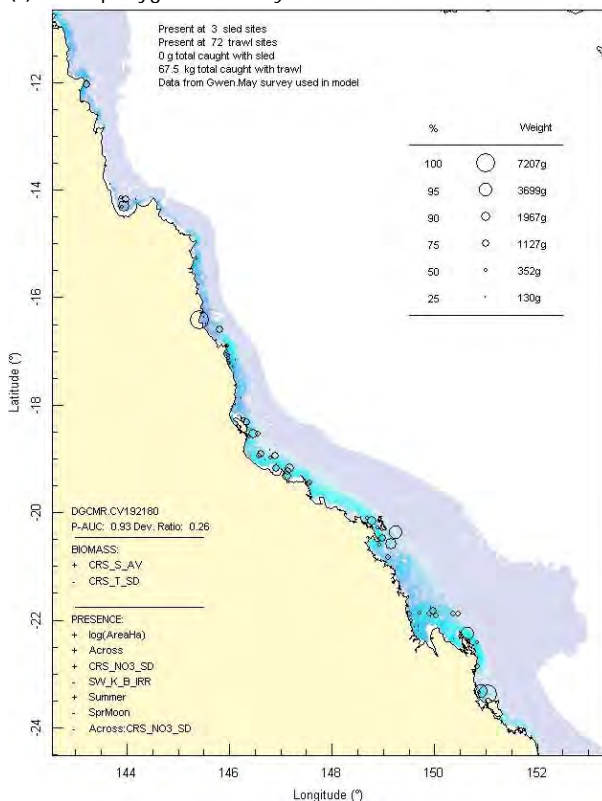 Present at 3 sled sites
Present at 72 trawl sites
0 g total caught with sled
67.5 kg total caught with trawl
Data from Gwen.May survey used in model
% Weight
100 7207g
95 3699g
90 1967g
75 1127g
50 352g
25 130g
-12
-14
-16
-18
-20
-22
-24
Latitude (°)
DGCMR.CV192180
P-AUC: 0.93 Dev. Ratio: 0.26
BIOMASS:
+ CRS_S_AV
- CRS_T_SD
PRESENCE:
+ log(AreaHa)
+ Across
+ CRS_NO3_SD
- SW_K_B_IRR
+ Summer
- SprMoon
- Across:CRS_NO3_SD
144 146 148 150 152
Longitude (°)